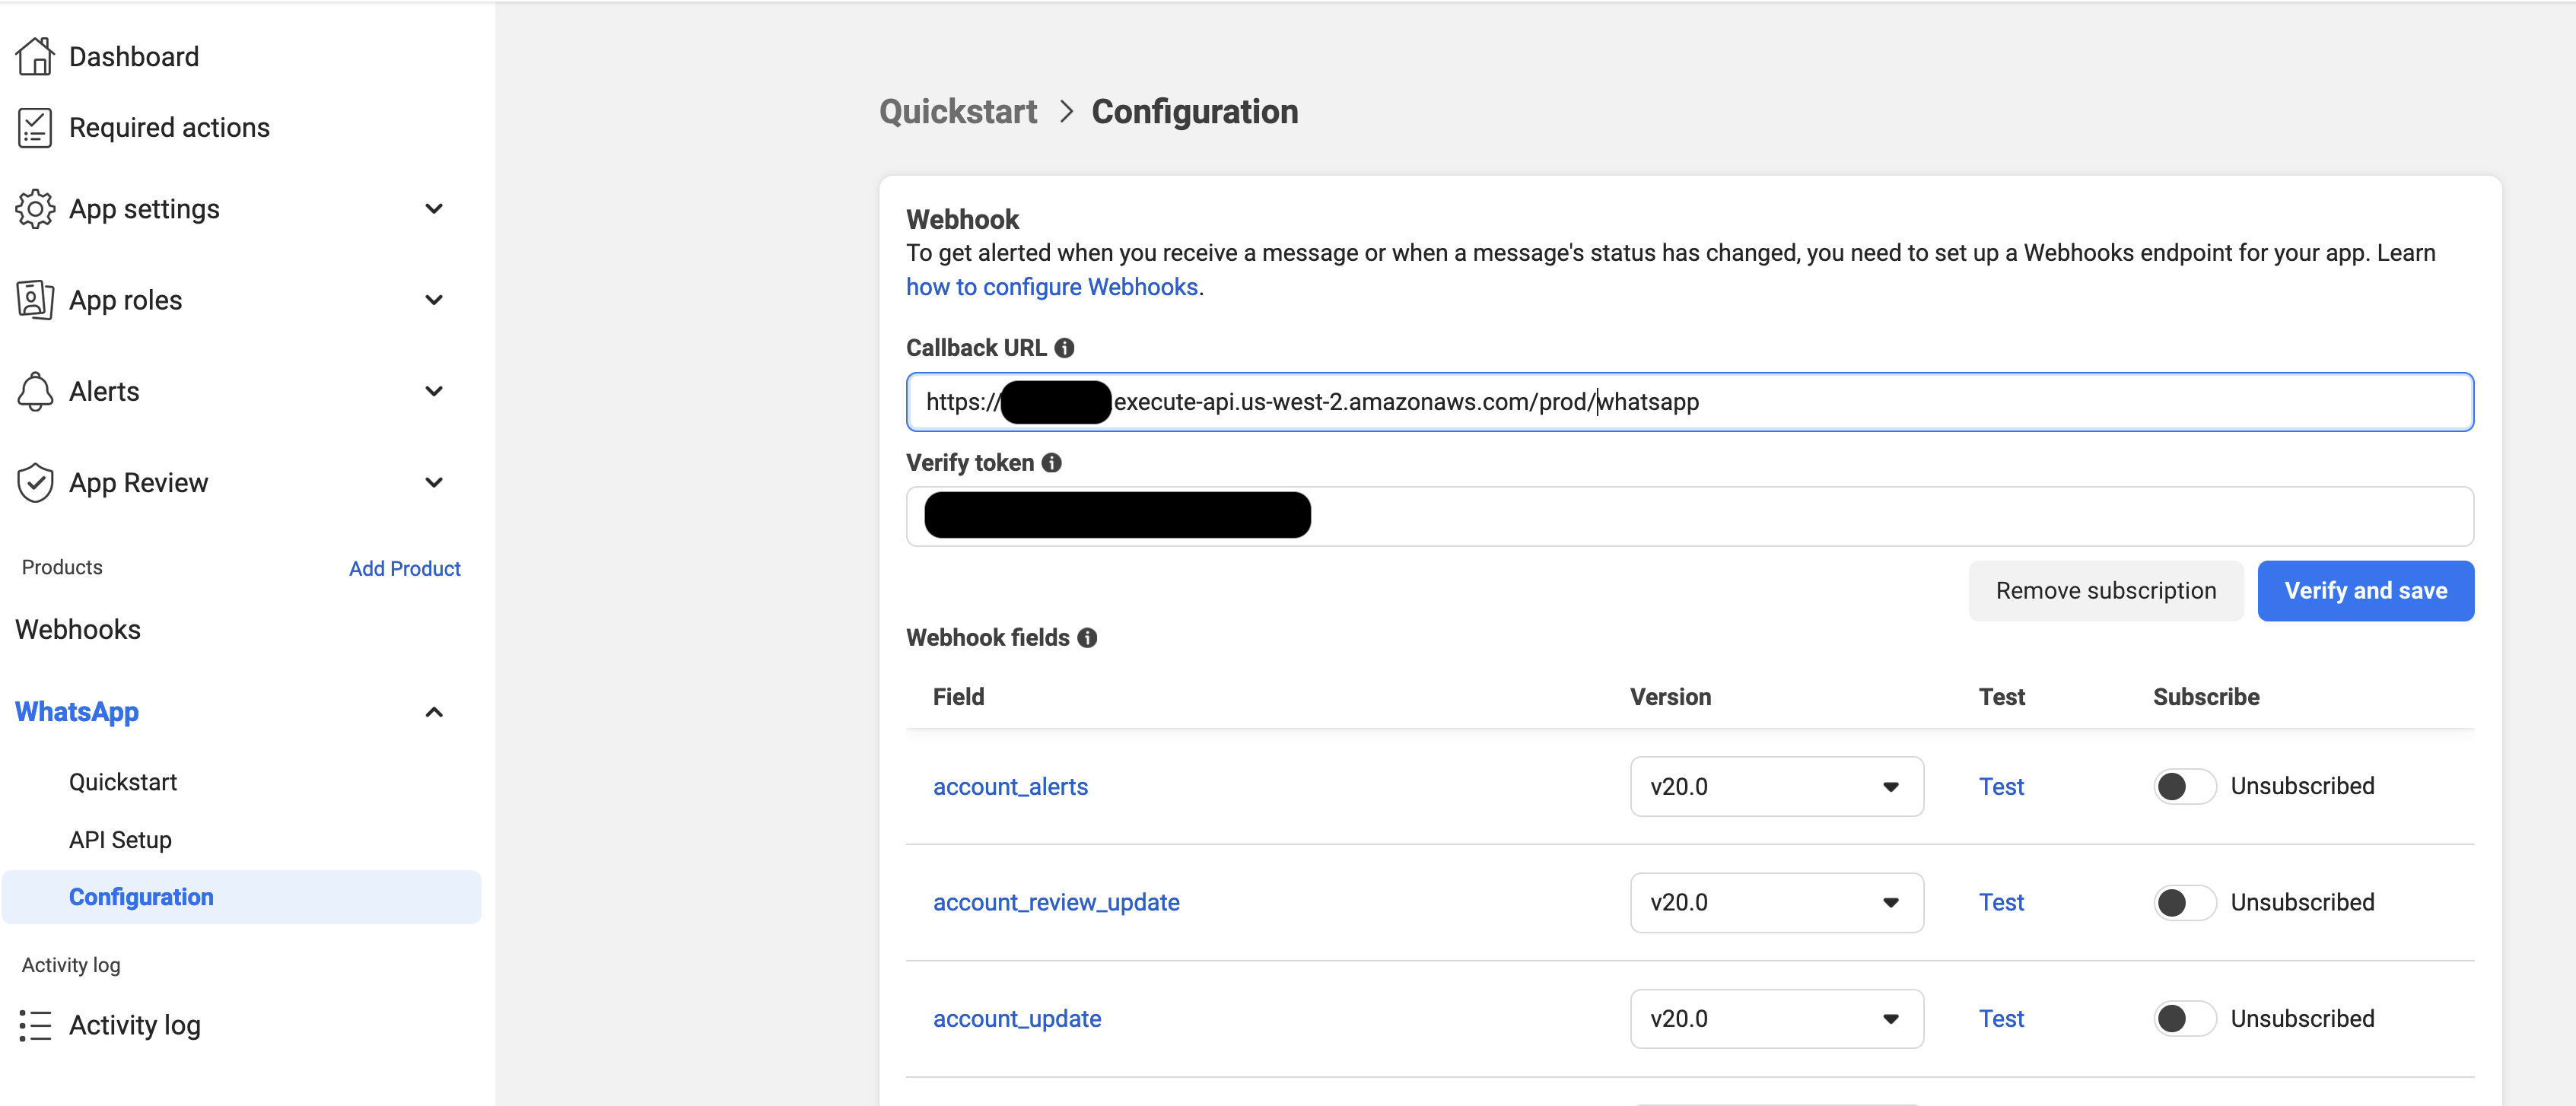 Dashboard
Required actions
App settings
App roles
Alerts
App Review
Products
Add Product
Webhooks
WhatsApp
Quickstart
API Setup
Configuration
Activity log
Activity log
Quickstart > Configuration
Webhook
To get alerted when you receive a message or when a message's status has changed, you need to set up a Webhooks endpoint for your app. Learn
how to configure Webhooks.
Callback URL
https:// execute-api.us-west-2.amazonaws.com/prod/whatsapp
Verify token
Remove subscription
Verify and save
Webhook fields
Field Version Test Subscribe
account_alerts v20.0 Test Unsubscribed
account_review_update v20.0 Test Unsubscribed
account_update v20.0 Test Unsubscribed